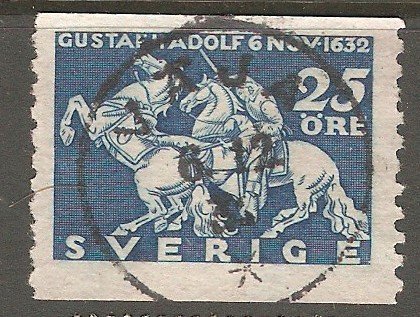 GUSTAF II ADOLF 6 NOV. 1632
25
ÖRE
SVERIGE